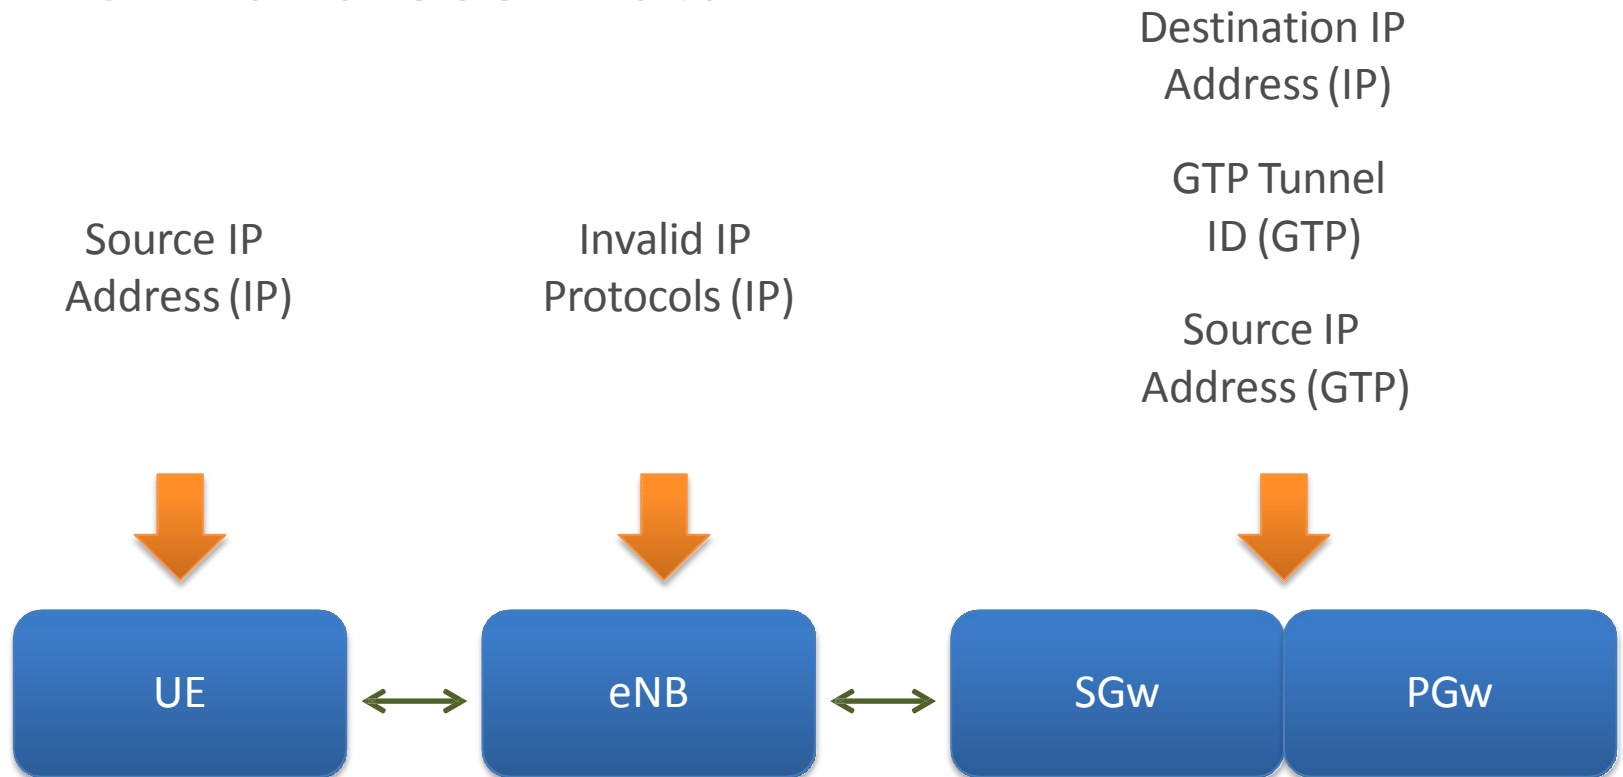 Destination IP
Address (IP)
GTP Tunnel
ID (GTP)
Source IP
Address (IP)
Invalid IP
Protocols (IP)
Source IP
Address (GTP)
UE
eNB
SGw
PGw